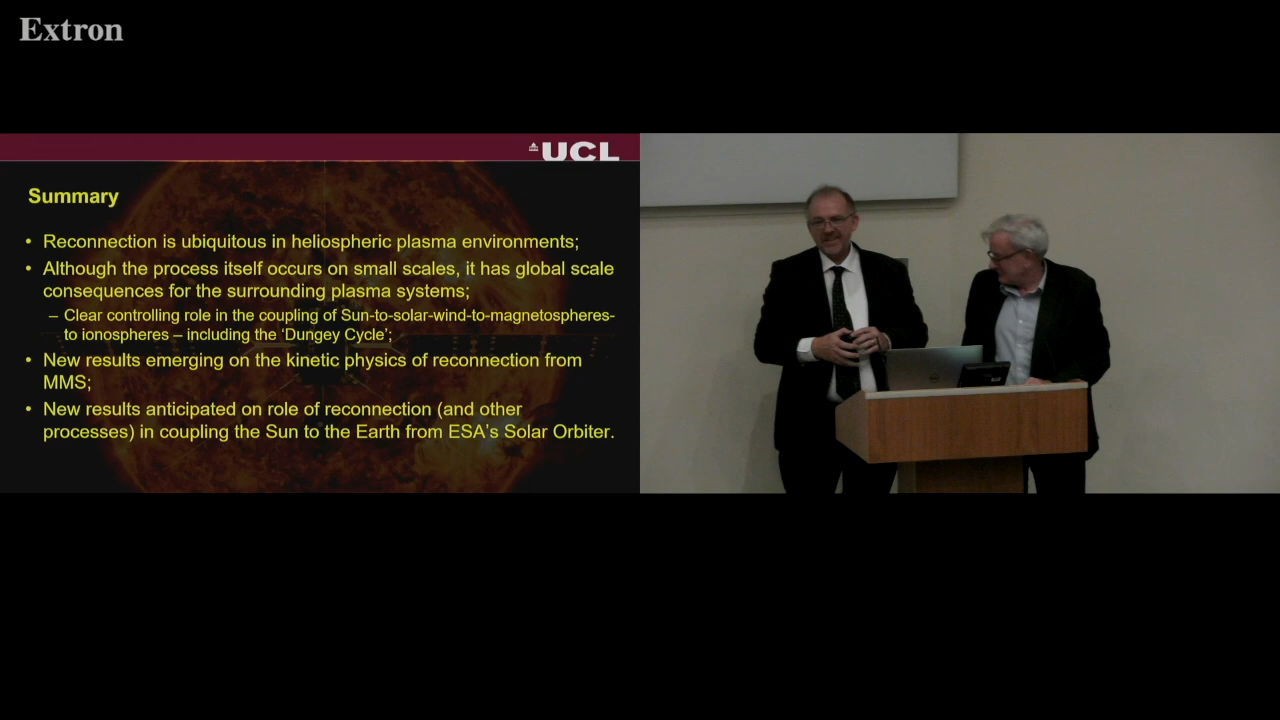 Extron
UCL
Summary
• Reconnection is ubiquitous in heliospheric plasma environments;
• Although the process itself occurs on small scales, it has global scale
consequences for the surrounding plasma systems;
– Clear controlling role in the coupling of Sun-to-solar-wind-to-magnetospheres-
to ionospheres – including the ‘Dungey Cycle’;
• New results emerging on the kinetic physics of reconnection from
MMS;
• New results anticipated on role of reconnection (and other
processes) in coupling the Sun to the Earth from ESA’s Solar Orbiter.